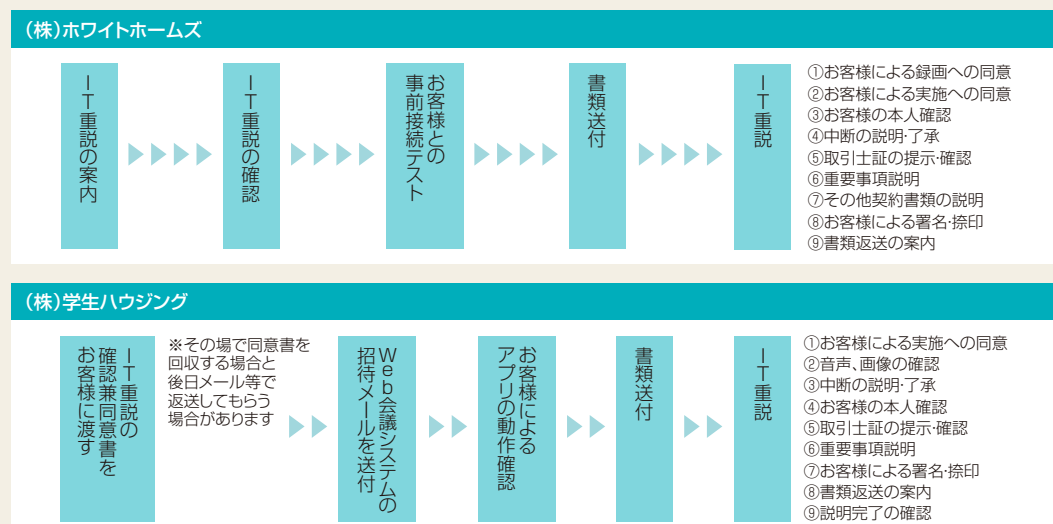 (株)ホワイトホームズ
IT重説の案内
IT重説の確認
お客様との
事前接続テスト
書類送付
IT重説
①お客様による録画への同意
②お客様による実施への同意
③お客様の本人確認
④中断の説明・了承
⑤取引士証の提示・確認
⑥重要事項説明
⑦その他契約書類の説明
⑧お客様による署名・捺印
⑨書類返送の案内
(株)学生ハウジング
IT重説の
確認兼同意書を
お客様に渡す
※その場で同意書を
回収する場合と
後日メール等で
返送してもらう
場合があります
Web会議システムの
招待メールを送付
お客様による
アプリの動作確認
書類送付
IT重説
①お客様による実施への同意
②音声、画像の確認
③中断の説明・了承
④お客様の本人確認
⑤取引士証の提示・確認
⑥重要事項説明
⑦お客様による署名・捺印
⑧書類返送の案内
⑨説明完了の確認